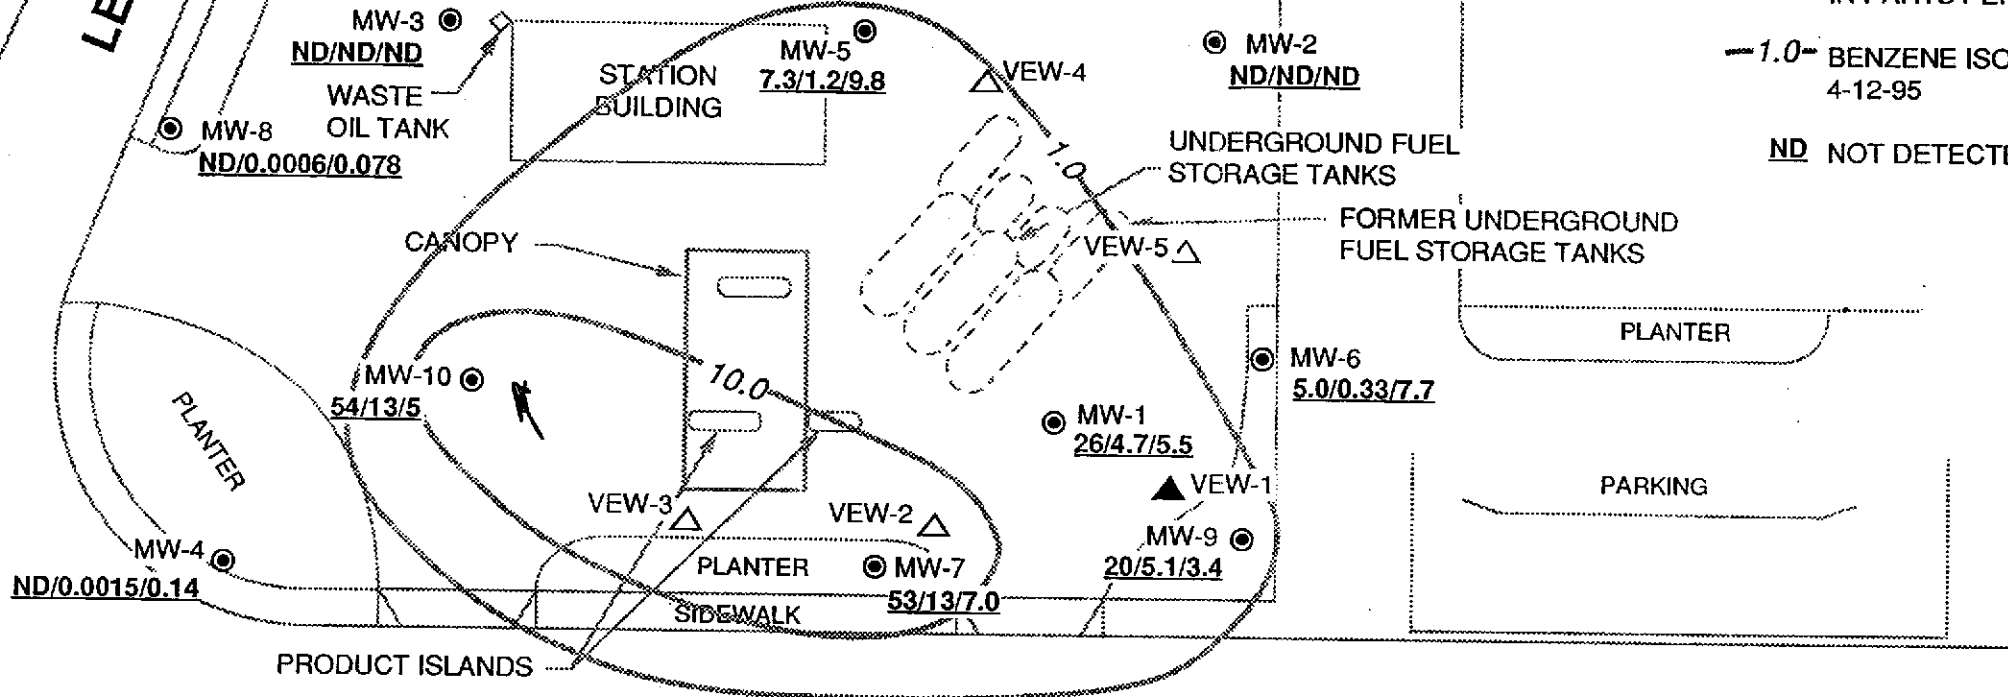 MW-3
ND/ND/ND
WASTE
OIL TANK
MW-8
ND/0.0006/0.078
STATION
BUILDING
MW-5
7.3/1.2/9.8
VEW-4
MW-2
ND/ND/ND
1.0
UNDERGROUND FUEL
STORAGE TANKS
FORMER UNDERGROUND
FUEL STORAGE TANKS
VEW-5
CANOPY
MW-10
54/13/5
10.0
PLANTER
MW-1
26/4.7/5.5
MW-6
5.0/0.33/7.7
PLANTER
PARKING
VEW-1
VEW-3
VEW-2
MW-9
20/5.1/3.4
MW-4
ND/0.0015/0.14
PLANTER
MW-7
53/13/7.0
SIDEWALK
PRODUCT ISLANDS
1.0 BENZENE ISO
4-12-95
ND NOT DETECTE
LE